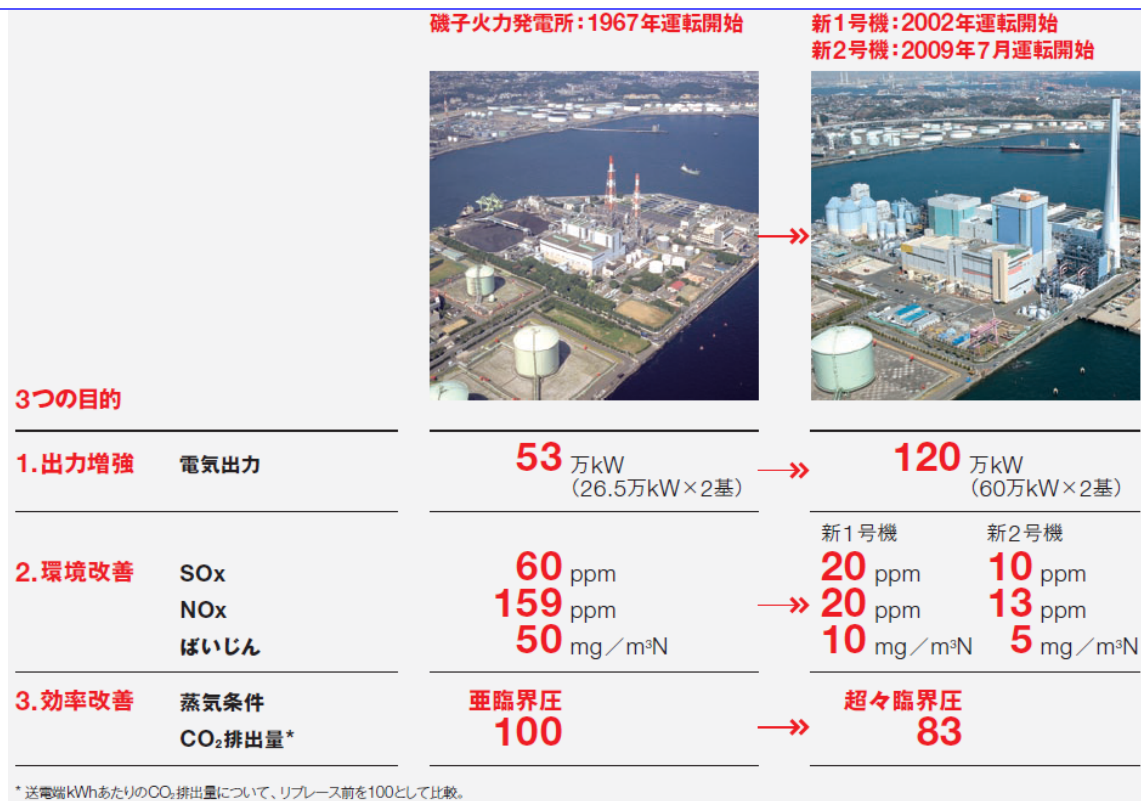 磯子火力発電所：1967年運転開始
新1号機：2002年運転開始
新2号機：2009年7月運転開始
3つの目的
1.出力増強 電気出力 53 万kW 120 万kW
（26.5万kW×2基） （60万kW×2基）
新1号機 新2号機
2.環境改善 SOx 60 ppm 20 ppm 10 ppm
NOx 159 ppm 20 ppm 13 ppm
ばいじん 50 mg／m³N 10 mg／m³N 5 mg／m³N
3.効率改善 蒸気条件 亜臨界圧 超々臨界圧
CO₂排出量* 100 83
* 送電端kWhあたりのCO₂排出量について、リプレース前を100として比較。